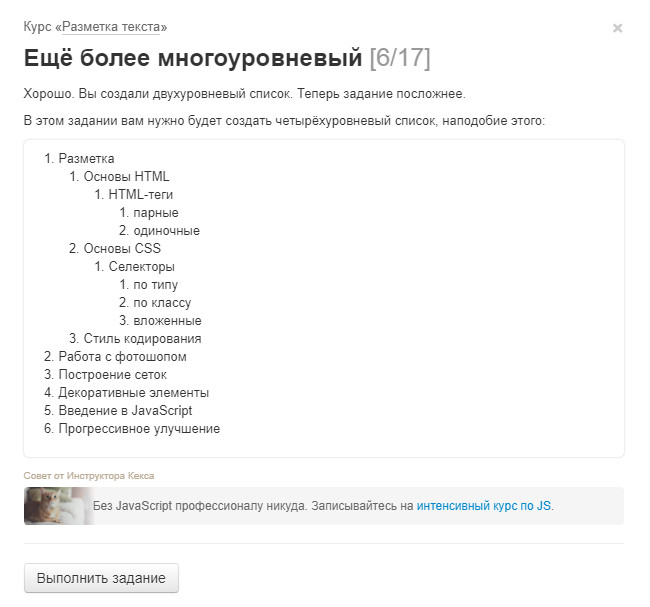 Курс «Разметка текста»
×
Ещё более многоуровневый [6/17]
Хорошо. Вы создали двухуровневый список. Теперь задание посложнее.
В этом задании вам нужно будет создать четырёхуровневый список, наподобие этого:
1. Разметка
1. Основы HTML
1. HTML-теги
1. парные
2. одиночные
2. Основы CSS
1. Селекторы
1. по типу
2. по классу
3. вложенные
3. Стиль кодирования
2. Работа с фотошопом
3. Построение сеток
4. Декоративные элементы
5. Введение в JavaScript
6. Прогрессивное улучшение
Совет от Инструктора Кекса
Без JavaScript профессионалу никуда. Записывайтесь на интенсивный курс по JS.
Выполнить задание